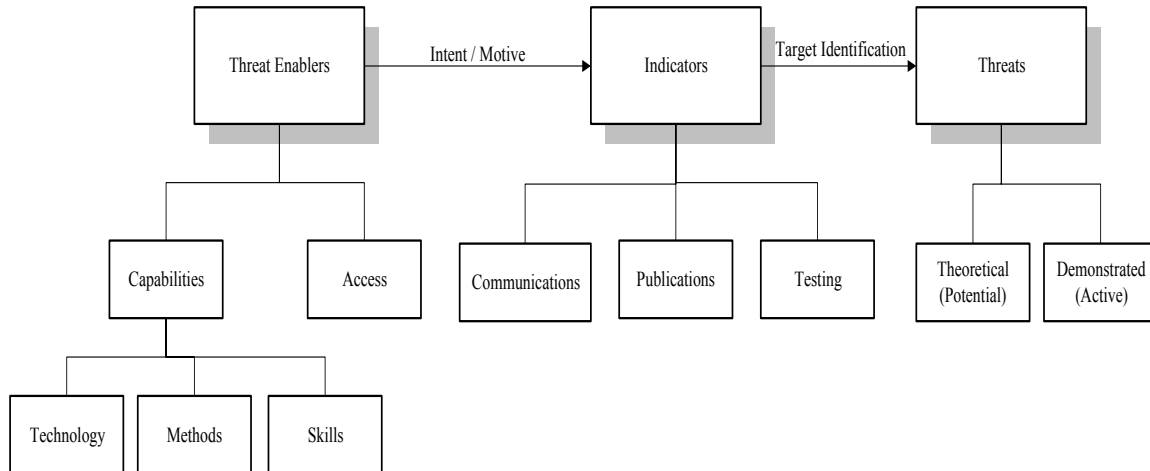 Threat Enablers
Intent / Motive
Indicators
Target Identification
Threats
Capabilities
Access
Communications
Publications
Testing
Theoretical
(Potential)
Demonstrated
(Active)
Technology
Methods
Skills